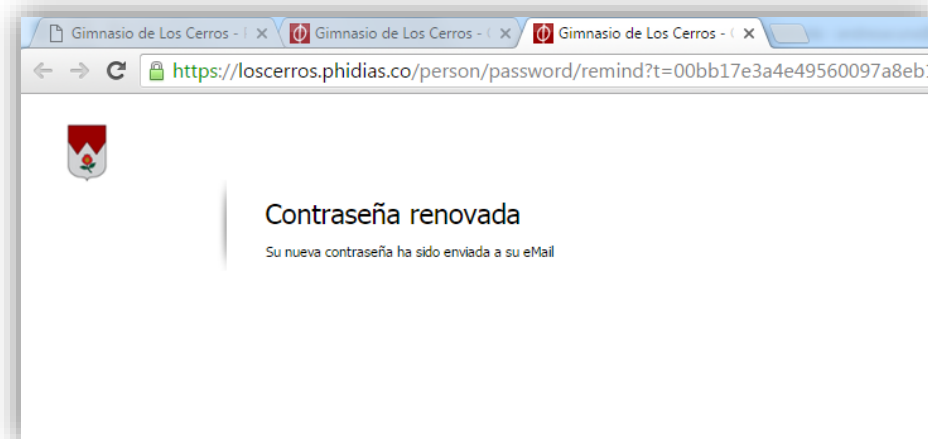 Gimnasio de Los Cerros -
Gimnasio de Los Cerros - (
Gimnasio de Los Cerros - (
https://loscerros.phidias.co/person/password/remind?t=00bb17e3a4e49560097a8eb1
Contraseña renovada
Su nueva contraseña ha sido enviada a su eMail